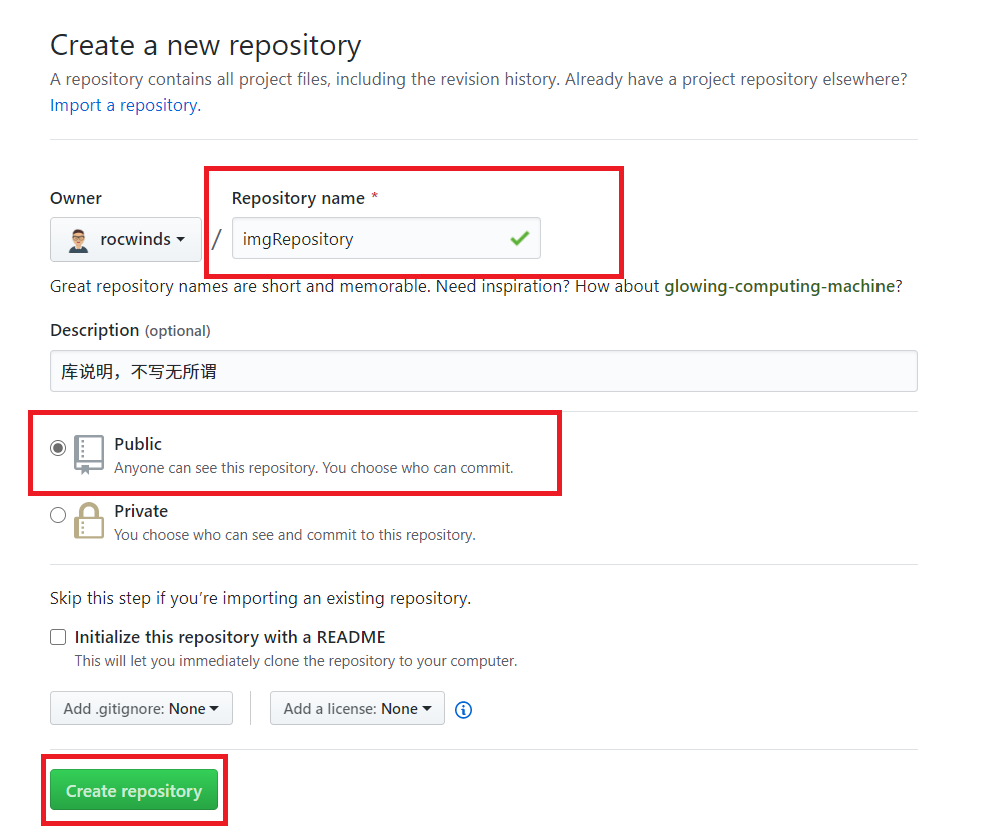 Create a new repository
A repository contains all project files, including the revision history. Already have a project repository elsewhere?
Import a repository.
Owner
Repository name *
rocwinds
/
imgRepository
Great repository names are short and memorable. Need inspiration? How about glowing-computing-machine?
Description (optional)
库说明，不写无所谓
Public
Anyone can see this repository. You choose who can commit.
Private
You choose who can see and commit to this repository.
Skip this step if you’re importing an existing repository.
Initialize this repository with a README
This will let you immediately clone the repository to your computer.
Add .gitignore: None
Add a license: None
Create repository